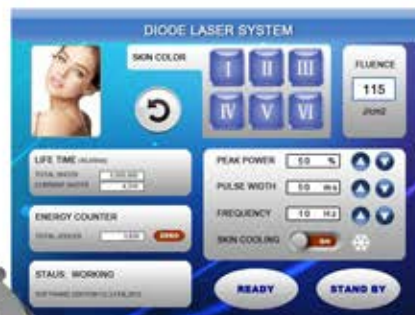 DIODE LASER SYSTEM
SKIN COLOR
I II III
IV V VI
FLUENCE
115
J/cm2
LIFE TIME
TOTAL SHOTS
CURRENT SHOTS
ENERGY COUNTER
TOTAL JOULES
ZERO
STAUS: WORKING
PEAK POWER 50 %
PULSE WIDTH 50 ms
FREQUENCY 10 Hz
SKIN COOLING
READY
STAND BY